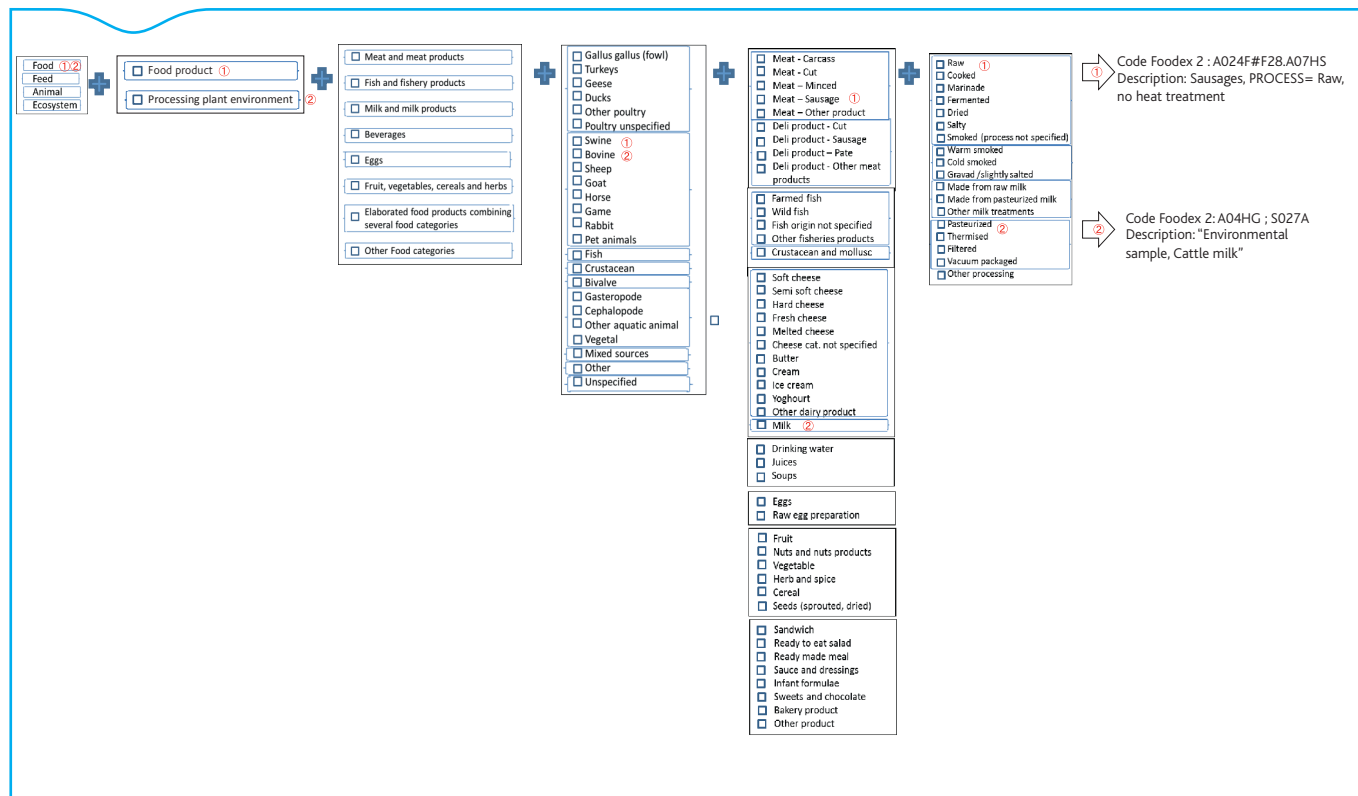 Food ①②
Feed
Animal
Ecosystem
Food product ①
Processing plant environment ②
Meat and meat products
Fish and fishery products
Milk and milk products
Beverages
Eggs
Fruit, vegetables, cereals and herbs
Elaborated food products combining
several food categories
Other Food categories
Gallus gallus (fowl)
Turkeys
Geese
Ducks
Other poultry
Poultry unspecified
Swine ①
Bovine ②
Sheep
Goat
Horse
Game
Rabbit
Pet animals
Fish
Crustacean
Bivalve
Gasteropode
Cephalopode
Other aquatic animal
Vegetal
Mixed sources
Other
Unspecified
Meat - Carcass
Meat - Cut
Meat – Minced
Meat – Sausage ①
Meat – Other product
Deli product - Cut
Deli product - Sausage
Deli product – Pate
Deli product - Other meat
products
Farmed fish
Wild fish
Fish origin not specified
Other fisheries products
Crustacean and mollusc
Soft cheese
Semi soft cheese
Hard cheese
Fresh cheese
Melted cheese
Cheese cat. not specified
Butter
Cream
Ice cream
Yoghourt
Other dairy product
Milk ②
Drinking water
Juices
Soups
Eggs
Raw egg preparation
Fruit
Nuts and nuts products
Vegetable
Herb and spice
Cereal
Seeds (sprouted, dried)
Sandwich
Ready to eat salad
Ready made meal
Sauce and dressings
Infant formulae
Sweets and chocolate
Bakery product
Other product
Raw ①
Cooked
Marinade
Fermented
Dried
Salty
Smoked (process not specified)
Warm smoked
Cold smoked
Gravad /slightly salted
Made from raw milk
Made from pasteurized milk
Other milk treatments
Pasteurized ②
Thermised
Filtered
Vacuum packaged
Other processing
①
Code Foodex 2 : A024F#F28.A07HS
Description: Sausages, PROCESS= Raw,
no heat treatment
②
Code Foodex 2: A04HG ; S027A
Description: “Environmental
sample, Cattle milk”